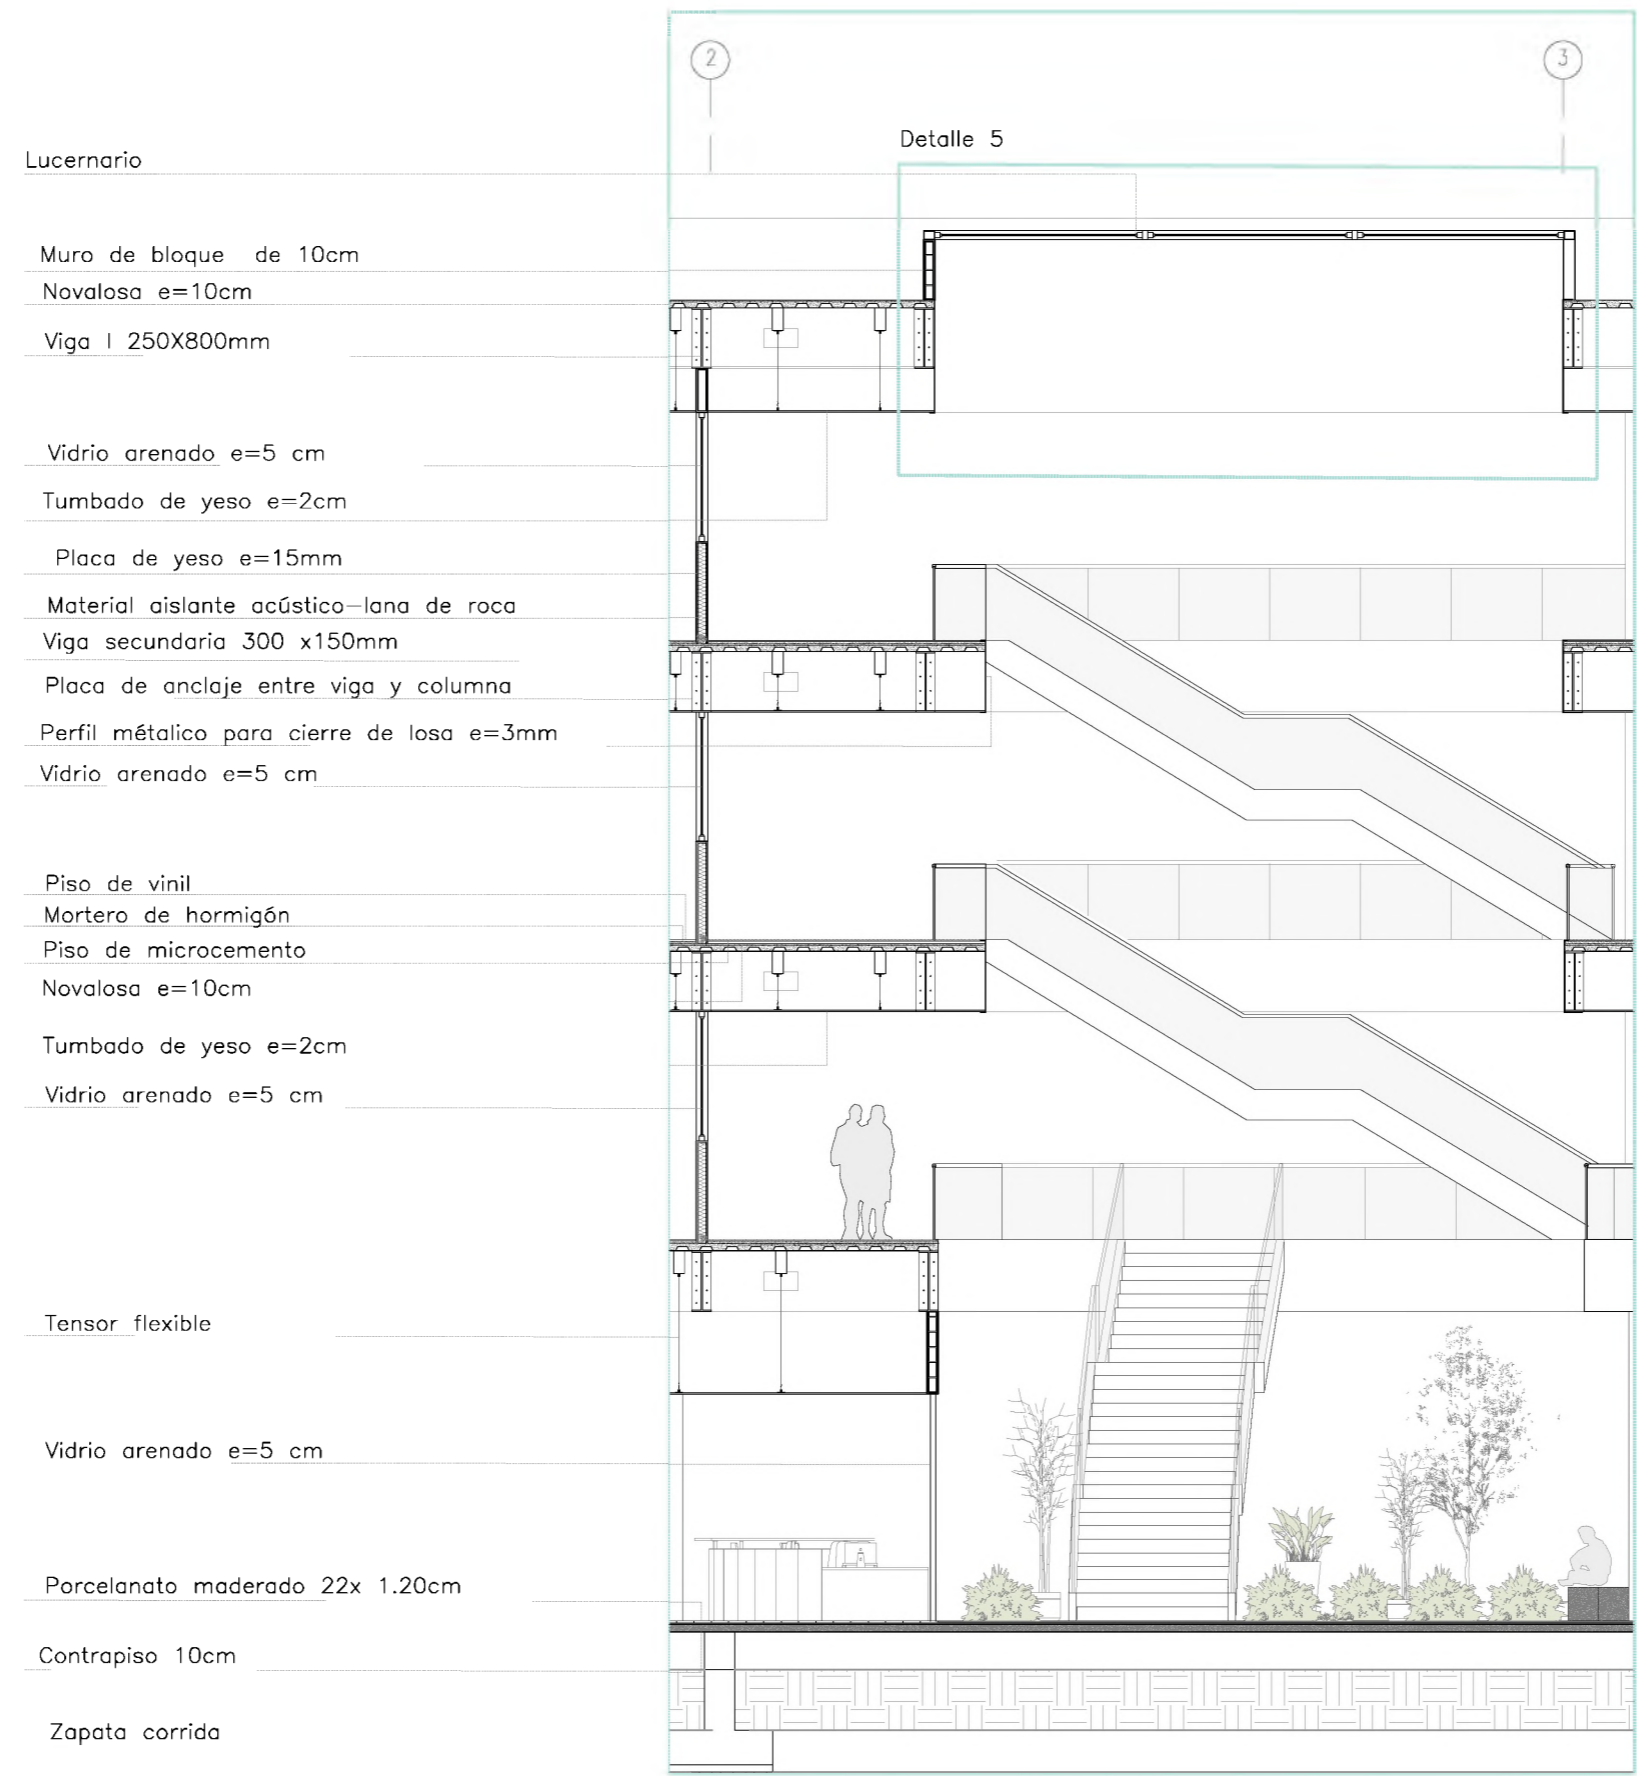 2
3
Detalle 5
Lucernario
Muro de bloque de 10cm
Novalosa e=10cm
Viga I 250X800mm
Vidrio arenado e=5 cm
Tumbado de yeso e=2cm
Placa de yeso e=15mm
Material aislante acústico-lana de roca
Viga secundaria 300 x150mm
Placa de anclaje entre viga y columna
Perfil métalico para cierre de losa e=3mm
Vidrio arenado e=5 cm
Piso de vinil
Mortero de hormigón
Piso de microcemento
Novalosa e=10cm
Tumbado de yeso e=2cm
Vidrio arenado e=5 cm
Tensor flexible
Vidrio arenado e=5 cm
Porcelanato maderado 22x 1.20cm
Contrapiso 10cm
Zapata corrida